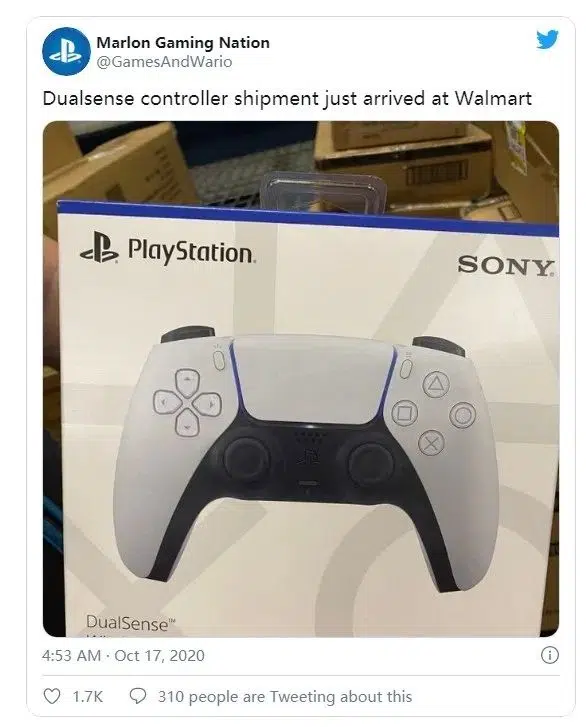 Marlon Gaming Nation
@GamesAndWario
Dualsense controller shipment just arrived at Walmart
PlayStation.
SONY.
DualSense™
4:53 AM · Oct 17, 2020
1.7K
310 people are Tweeting about this